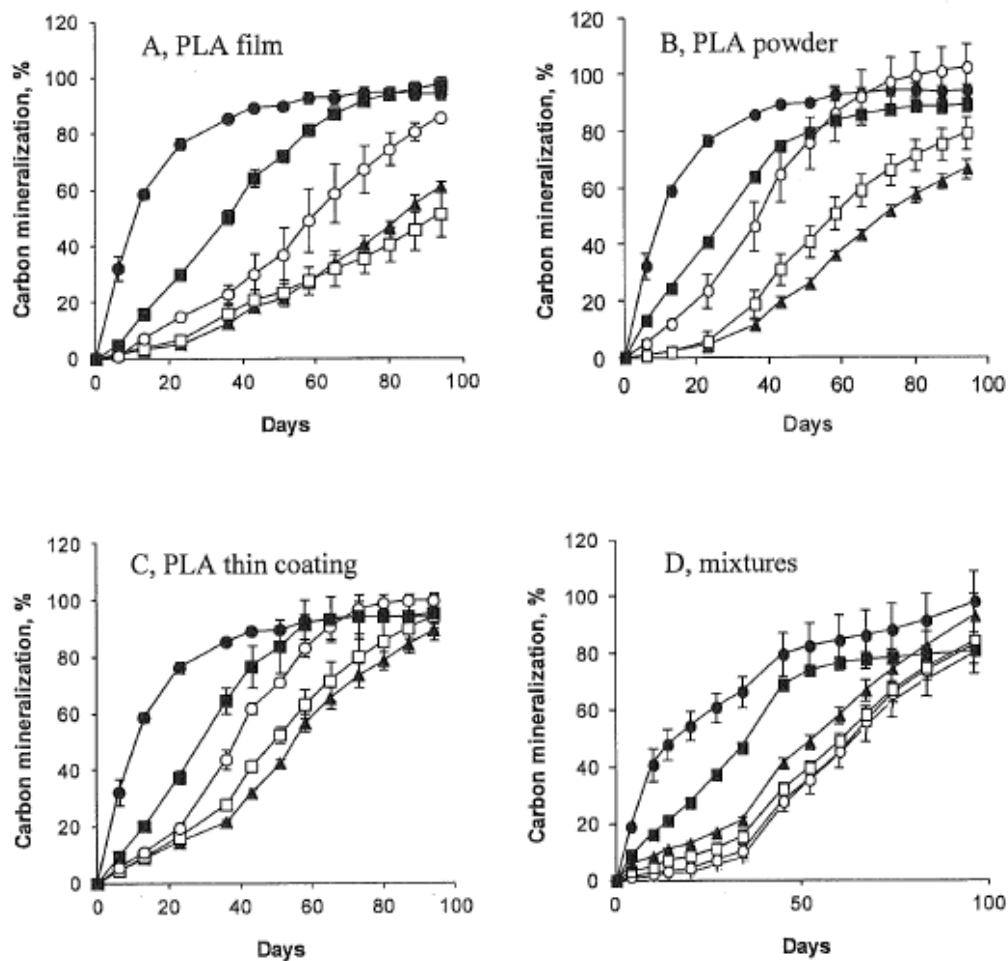 A, PLA film
Carbon mineralization, %
120
100
80
60
40
20
0
0 20 40 60 80 100
Days
B, PLA powder
Carbon mineralization, %
120
100
80
60
40
20
0
0 20 40 60 80 100
Days
C, PLA thin coating
Carbon mineralization, %
120
100
80
60
40
20
0
0 20 40 60 80 100
Days
D, mixtures
Carbon mineralization, %
120
100
80
60
40
20
0
0 50 100
Days